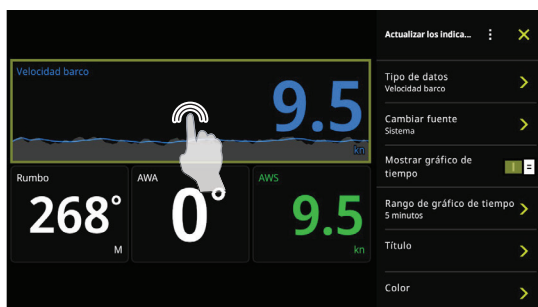 Actualizar los indica...
Velocidad barco
9.5
kn
Rumbo
268°
M
AWA
0°
AWS
9.5
kn
Tipo de datos
Velocidad barco
Cambiar fuente
Sistema
Mostrar gráfico de
tiempo
Rango de gráfico de tiempo
5 minutos
Título
Color